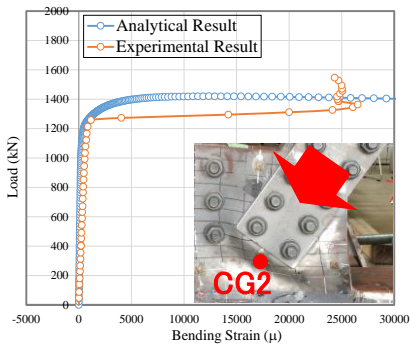 2000
1800
1600
1400
1200
1000
800
600
400
200
0
Load (kN)
Analytical Result
Experimental Result
CG2
-5000 0 5000 10000 15000 20000 25000 30000
Bending Strain (μ)